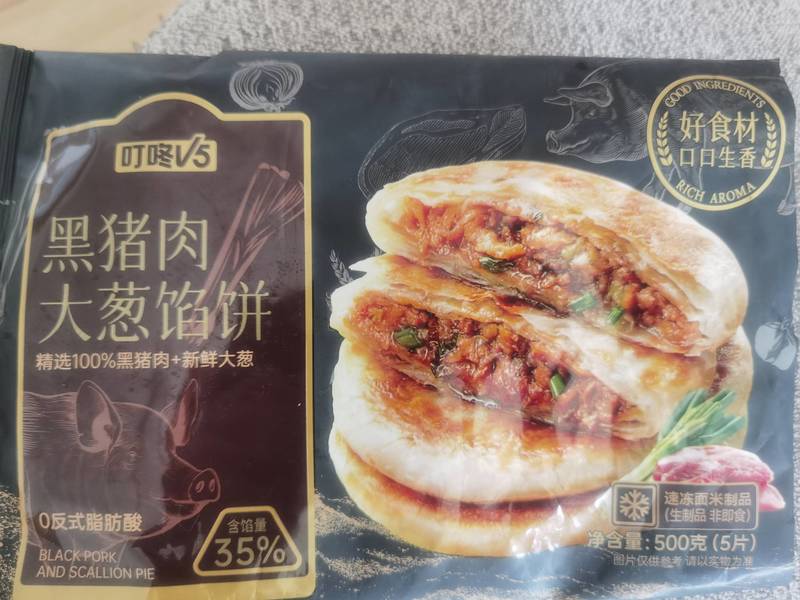 叮咚V5
黑猪肉
大葱馅饼
精选100%黑猪肉+新鲜大葱
0反式脂肪酸
BLACK PORK
AND SCALLION PIE
含馅量
35%
GOOD INGREDIENTS
好食材
口口生香
RICH AROMA
速冻面米制品
(生制品 非即食)
净含量: 500克 (5片)
图片仅供参考 请以实物为准